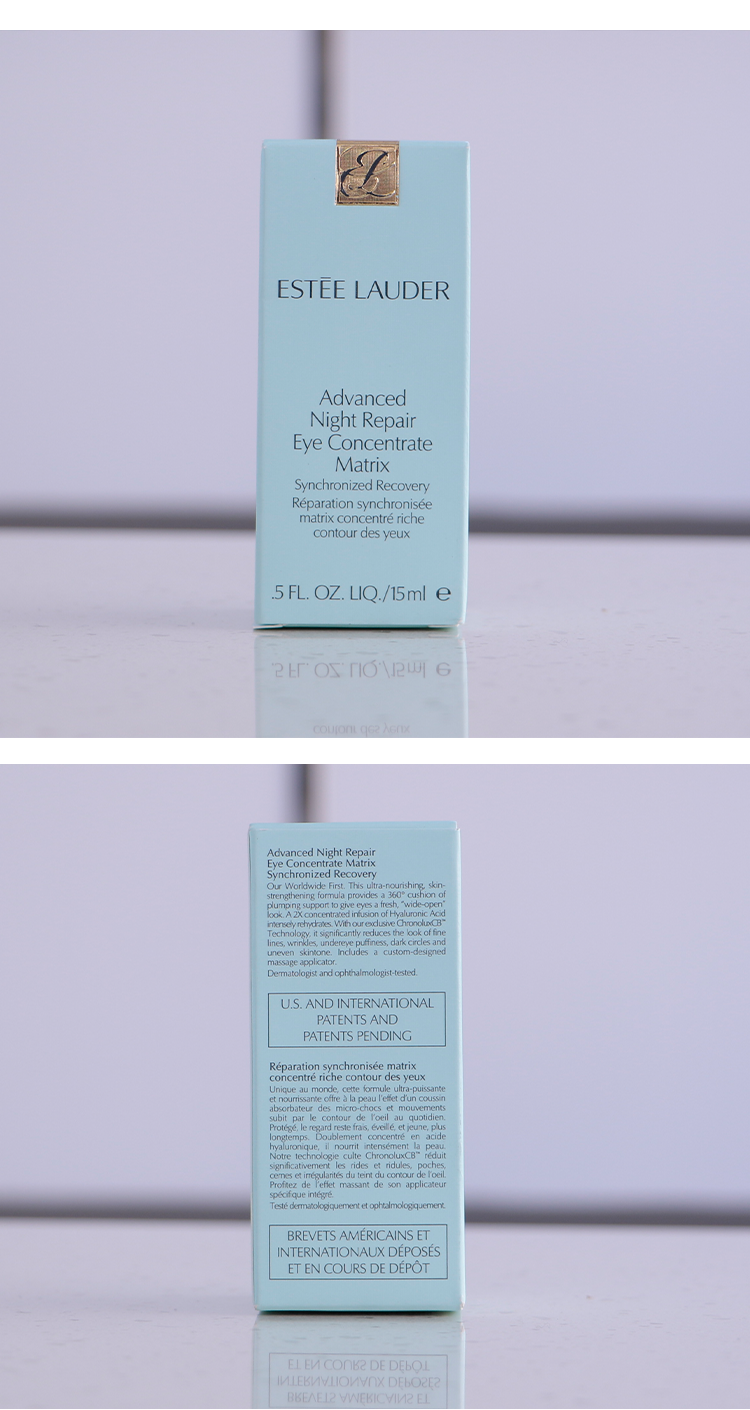 ESTĒE LAUDER
Advanced
Night Repair
Eye Concentrate
Matrix
Synchronized Recovery
Réparation synchronisée
matrix concentré riche
contour des yeux
.5 FL. OZ. LIQ./15 ml ℮
Advanced Night Repair
Eye Concentrate Matrix
Synchronized Recovery
Our Worldwide First. This ultra-nourishing, skin-
strengthening formula provides a 360° cushion of
plumping support to give eyes a fresh, "wide-open"
look. A 2X concentrated infusion of Hyaluronic Acid
intensely rehydrates. With our exclusive ChronoluxCB™
Technology, it significantly reduces the look of fine
lines, wrinkles, undereye puffiness, dark circles and
uneven skintone. Includes a custom-designed
massage applicator.
Dermatologist and ophthalmologist-tested.
U.S. AND INTERNATIONAL
PATENTS AND
PATENTS PENDING
Réparation synchronisée matrix
concentré riche contour des yeux
Unique au monde, cette formule ultra-puissante
et nourrissante offre à la peau l'effet d'un coussin
absorbateur des micro-chocs et mouvements
subit par le contour de l'oeil au quotidien.
Protégé, le regard reste frais, éveillé, et jeune, plus
longtemps. Doublement concentré en acide
hyaluronique, il nourrit intensément la peau.
Notre technologie culte ChronoluxCB™ réduit
significativement les rides et ridules, poches,
cernes et irrégularités du teint du contour de l'oeil.
Profitez de l'effet massant de son applicateur
spécifique intégré.
Testé dermatologiquement et ophtalmologiquement.
BREVETS AMÉRICAINS ET
INTERNATIONAUX DÉPOSÉS
ET EN COURS DE DÉPÔT